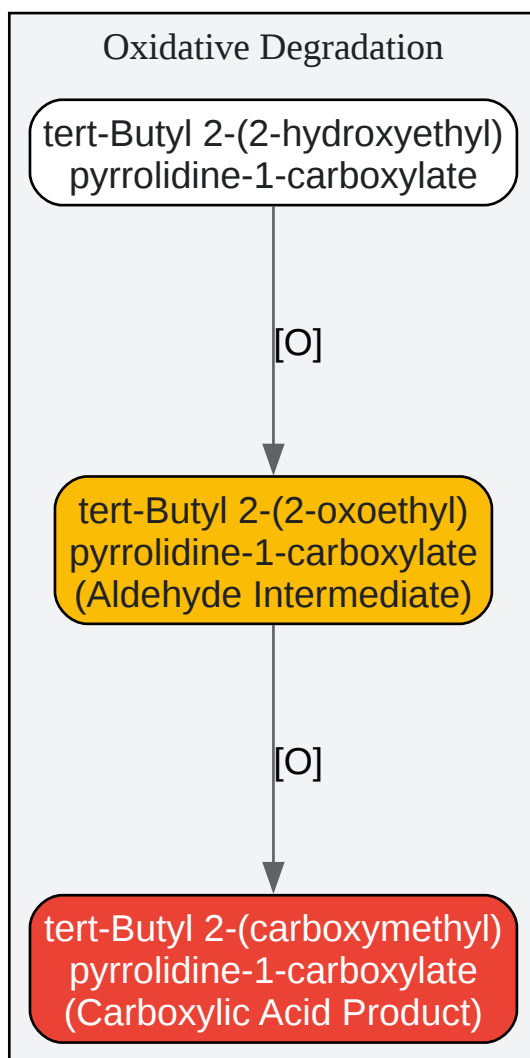 Oxidative Degradation
tert-Butyl 2-(2-hydroxyethyl)
pyrrolidine-1-carboxylate
[O]
tert-Butyl 2-(2-oxoethyl)
pyrrolidine-1-carboxylate
(Aldehyde Intermediate)
[O]
tert-Butyl 2-(carboxymethyl)
pyrrolidine-1-carboxylate
(Carboxylic Acid Product)